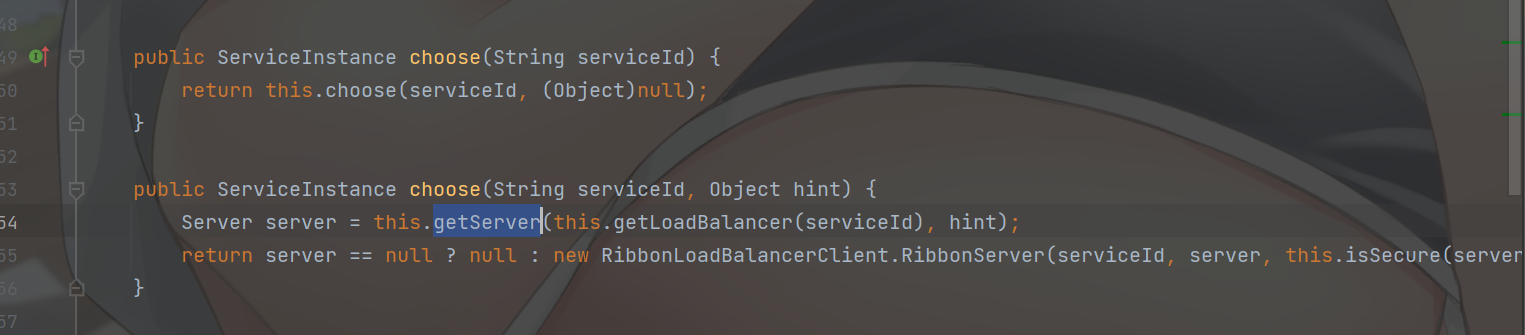 48
49 public ServiceInstance choose(String serviceId) {
50 return this.choose(serviceId, (Object)null);
51 }
52
53 public ServiceInstance choose(String serviceId, Object hint) {
54 Server server = this.getServer(this.getLoadBalancer(serviceId), hint);
55 return server == null ? null : new RibbonLoadBalancerClient.RibbonServer(serviceId, server, this.isSecure(server
56 }
57